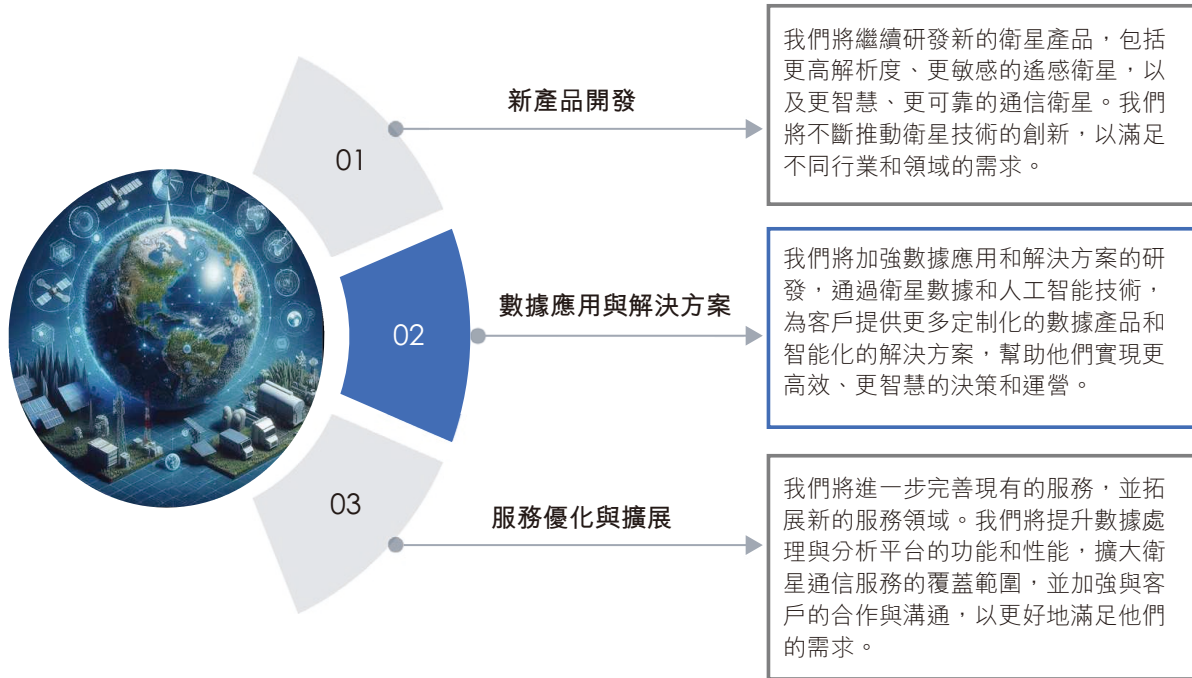 01
新產品開發
我們將繼續研發新的衛星產品，包括
更高解析度、更敏感的遙感衛星，以
及更智慧、更可靠的通信衛星。我們
將不斷推動衛星技術的創新，以滿足
不同行業和領域的需求。
02
數據應用與解決方案
我們將加強數據應用和解決方案的研
發，通過衛星數據和人工智能技術，
為客戶提供更多定制化的數據產品和
智能化的解決方案，幫助他們實現更
高效、更智慧的決策和運營。
03
服務優化與擴展
我們將進一步完善現有的服務，並拓
展新的服務領域。我們將提升數據處
理與分析平台的功能和性能，擴大衛
星通信服務的覆蓋範圍，並加強與客
戶的合作與溝通，以更好地滿足他們
的需求。